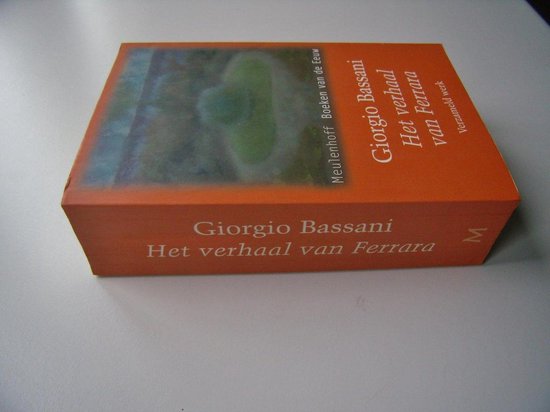 Giorgio Bassani
Het verhaal
van Ferrara
Verzameld werk
Meulenhoff Boeken van de Eeuw
Giorgio Bassani
Het verhaal van Ferrara
M